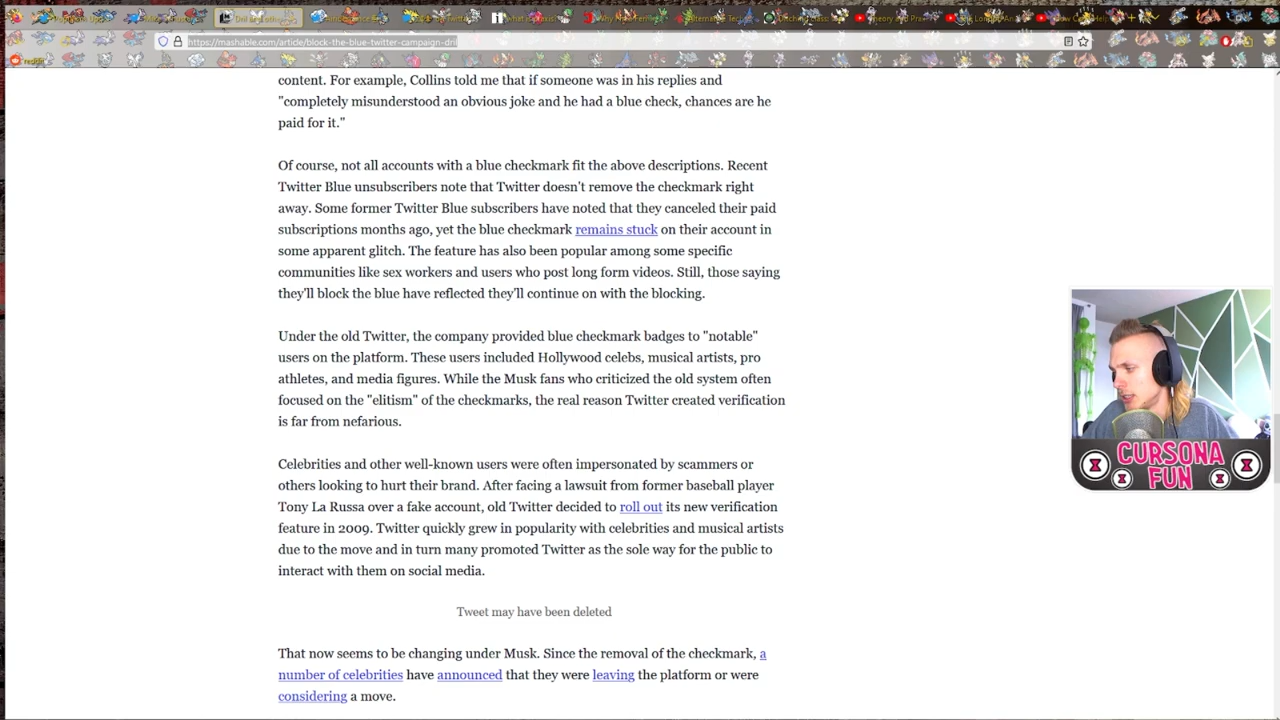 https://mashable.com/article/block-the-blue-twitter-campaign-dril
reddit
content. For example, Collins told me that if someone was in his replies and
"completely misunderstood an obvious joke and he had a blue check, chances are he
paid for it."
Of course, not all accounts with a blue checkmark fit the above descriptions. Recent
Twitter Blue unsubscribers note that Twitter doesn't remove the checkmark right
away. Some former Twitter Blue subscribers have noted that they canceled their paid
subscriptions months ago, yet the blue checkmark remains stuck on their account in
some apparent glitch. The feature has also been popular among some specific
communities like sex workers and users who post long form videos. Still, those saying
they'll block the blue have reflected they'll continue on with the blocking.
Under the old Twitter, the company provided blue checkmark badges to "notable"
users on the platform. These users included Hollywood celebs, musical artists, pro
athletes, and media figures. While the Musk fans who criticized the old system often
focused on the "elitism" of the checkmarks, the real reason Twitter created verification
is far from nefarious.
Celebrities and other well-known users were often impersonated by scammers or
others looking to hurt their brand. After facing a lawsuit from former baseball player
Tony La Russa over a fake account, old Twitter decided to roll out its new verification
feature in 2009. Twitter quickly grew in popularity with celebrities and musical artists
due to the move and in turn many promoted Twitter as the sole way for the public to
interact with them on social media.
Tweet may have been deleted
That now seems to be changing under Musk. Since the removal of the checkmark, a
number of celebrities have announced that they were leaving the platform or were
considering a move.
CURSONA
FUN